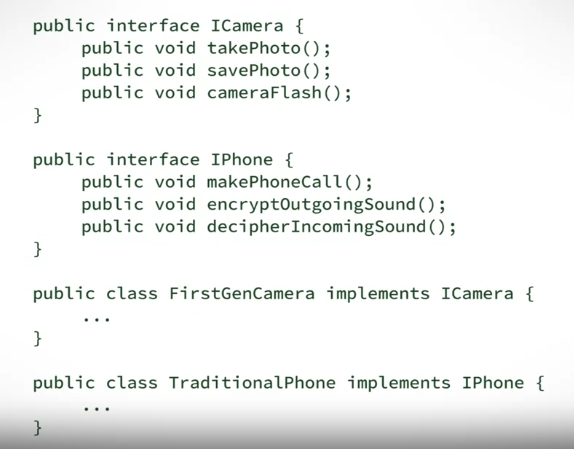 public interface ICamera {
public void takePhoto();
public void savePhoto();
public void cameraFlash();
}
public interface IPhone {
public void makePhoneCall();
public void encryptOutgoingSound();
public void decipherIncomingSound();
}
public class FirstGenCamera implements ICamera {
...
}
public class TraditionalPhone implements IPhone {
...
}